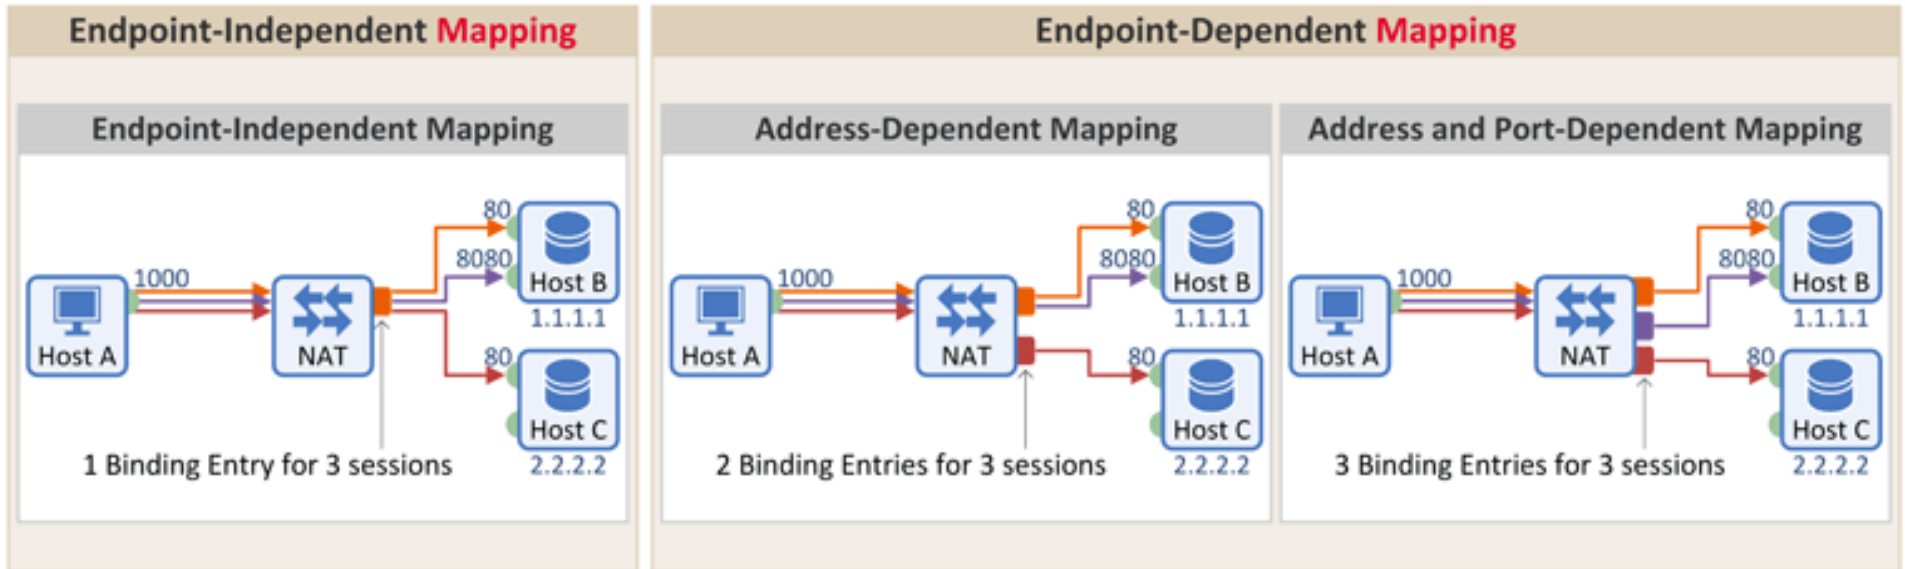 Endpoint-Independent Mapping
Endpoint-Independent Mapping
80
8080
1000
Host B
1.1.1.1
Host A
NAT
80
Host C
2.2.2.2
1 Binding Entry for 3 sessions
Endpoint-Dependent Mapping
Address-Dependent Mapping
80
8080
1000
Host B
1.1.1.1
Host A
NAT
80
Host C
2.2.2.2
2 Binding Entries for 3 sessions
Address and Port-Dependent Mapping
80
8080
1000
Host B
1.1.1.1
Host A
NAT
80
Host C
2.2.2.2
3 Binding Entries for 3 sessions